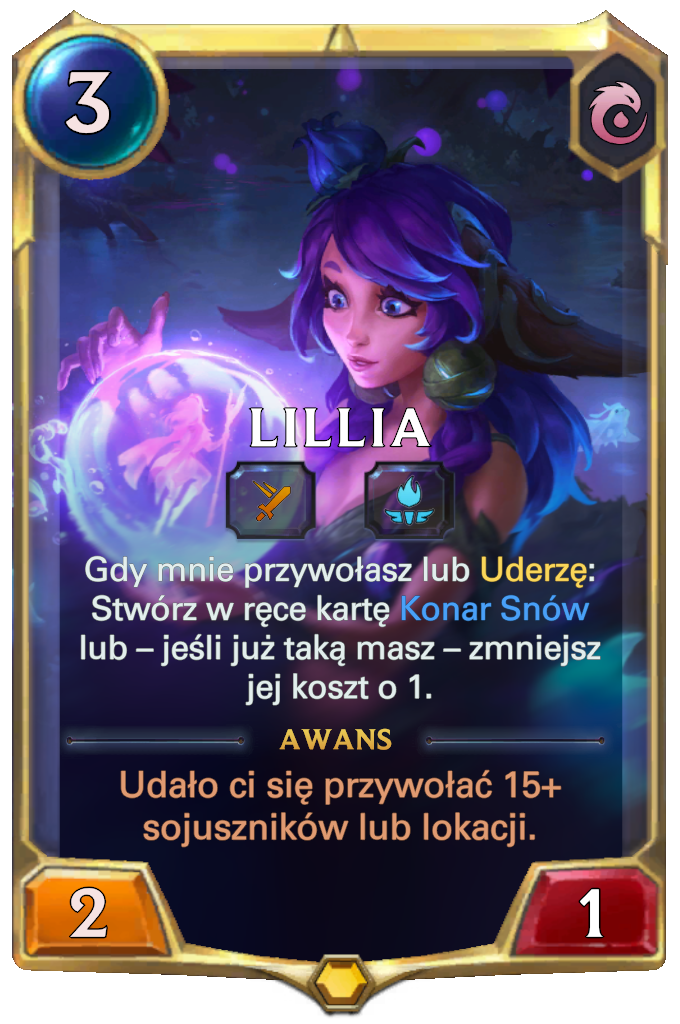 3
LILLIA
Gdy mnie przywołasz lub Uderzę:
Stwórz w ręce kartę Konar Snów
lub – jeśli już taką masz – zmniejsz
jej koszt o 1.
AWANS
Udało ci się przywołać 15+
sojuszników lub lokacji.
2
1